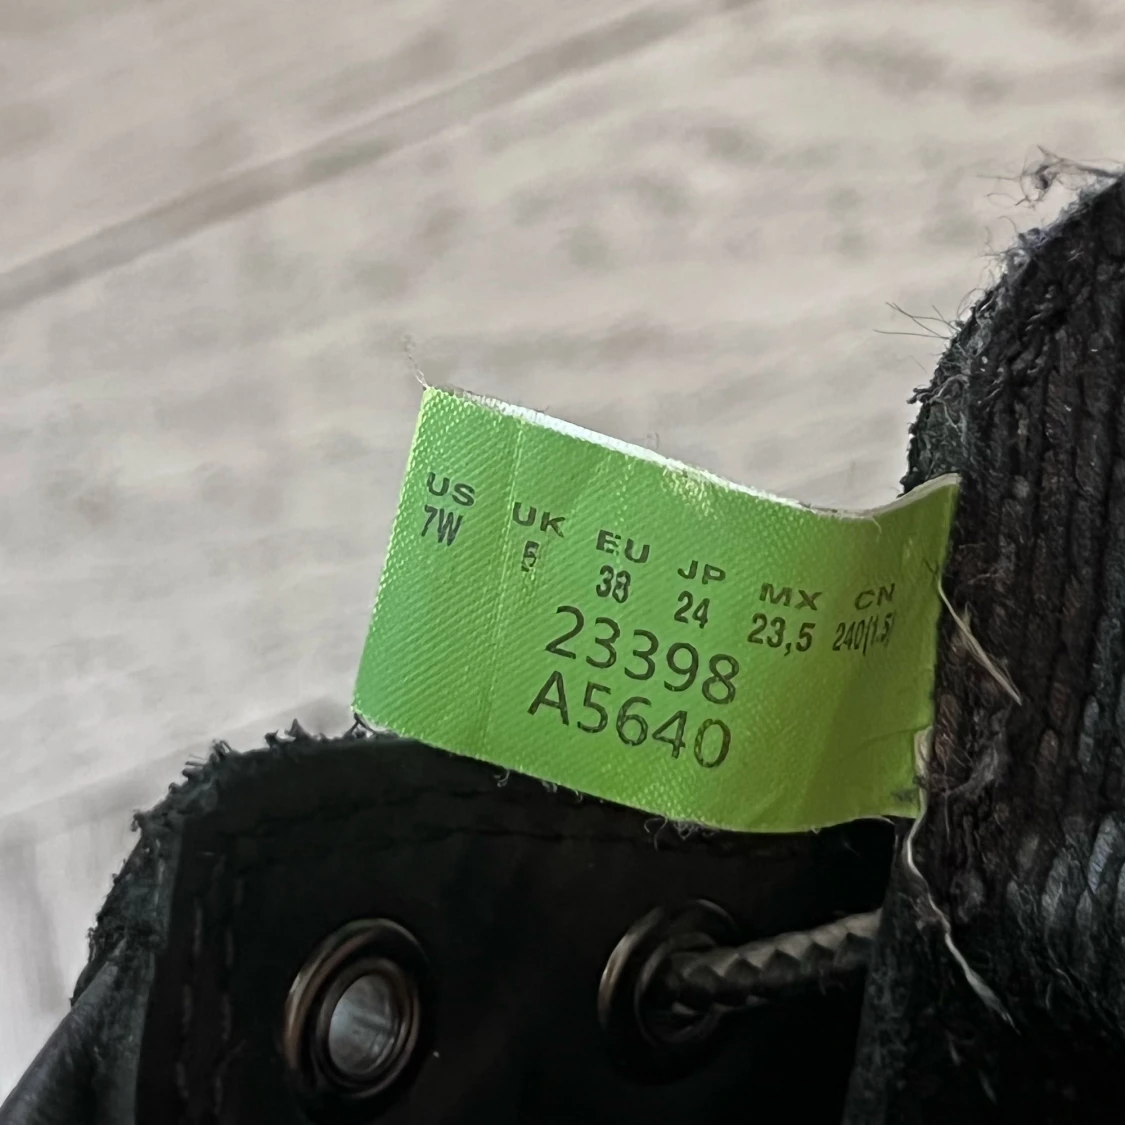 US UK EU JP MX CN
7W 5 38 24 23,5 240(1.5)
23398
A5640